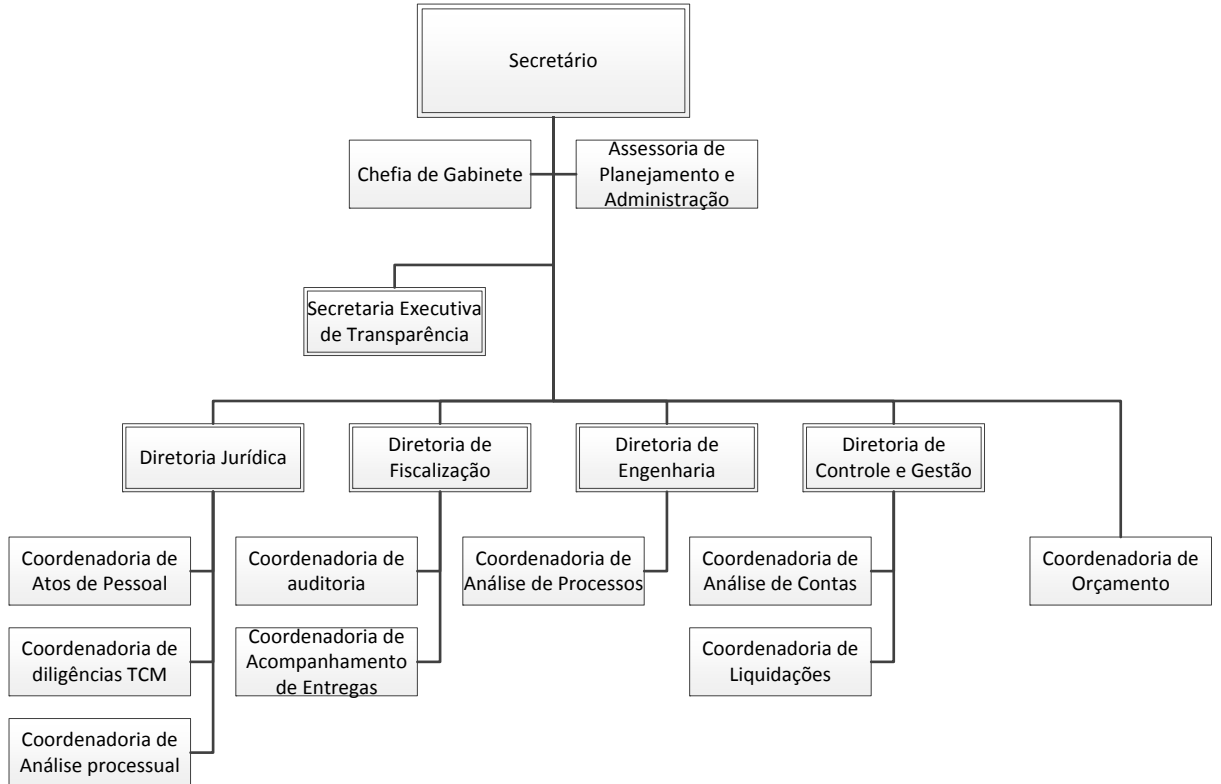 Secretário
Chefia de Gabinete
Assessoria de
Planejamento e
Administração
Secretaria Executiva
de Transparência
Diretoria Jurídica
Diretoria de
Fiscalização
Diretoria de
Engenharia
Diretoria de
Controle e Gestão
Coordenadoria de
Atos de Pessoal
Coordenadoria de
auditoria
Coordenadoria de
Análise de Processos
Coordenadoria de
Análise de Contas
Coordenadoria de
Orçamento
Coordenadoria de
diligências TCM
Coordenadoria de
Acompanhamento
de Entregas
Coordenadoria de
Liquidações
Coordenadoria de
Análise processual